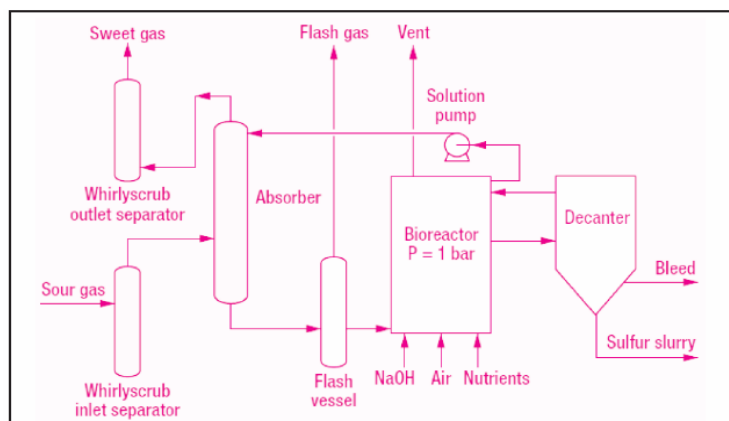 Sweet gas
Flash gas
Vent
Solution
pump
Whirlyscrub
outlet separator
Absorber
Bioreactor
P = 1 bar
Decanter
Bleed
Sour gas
Sulfur slurry
Whirlyscrub
inlet separator
Flash
vessel
NaOH Air Nutrients